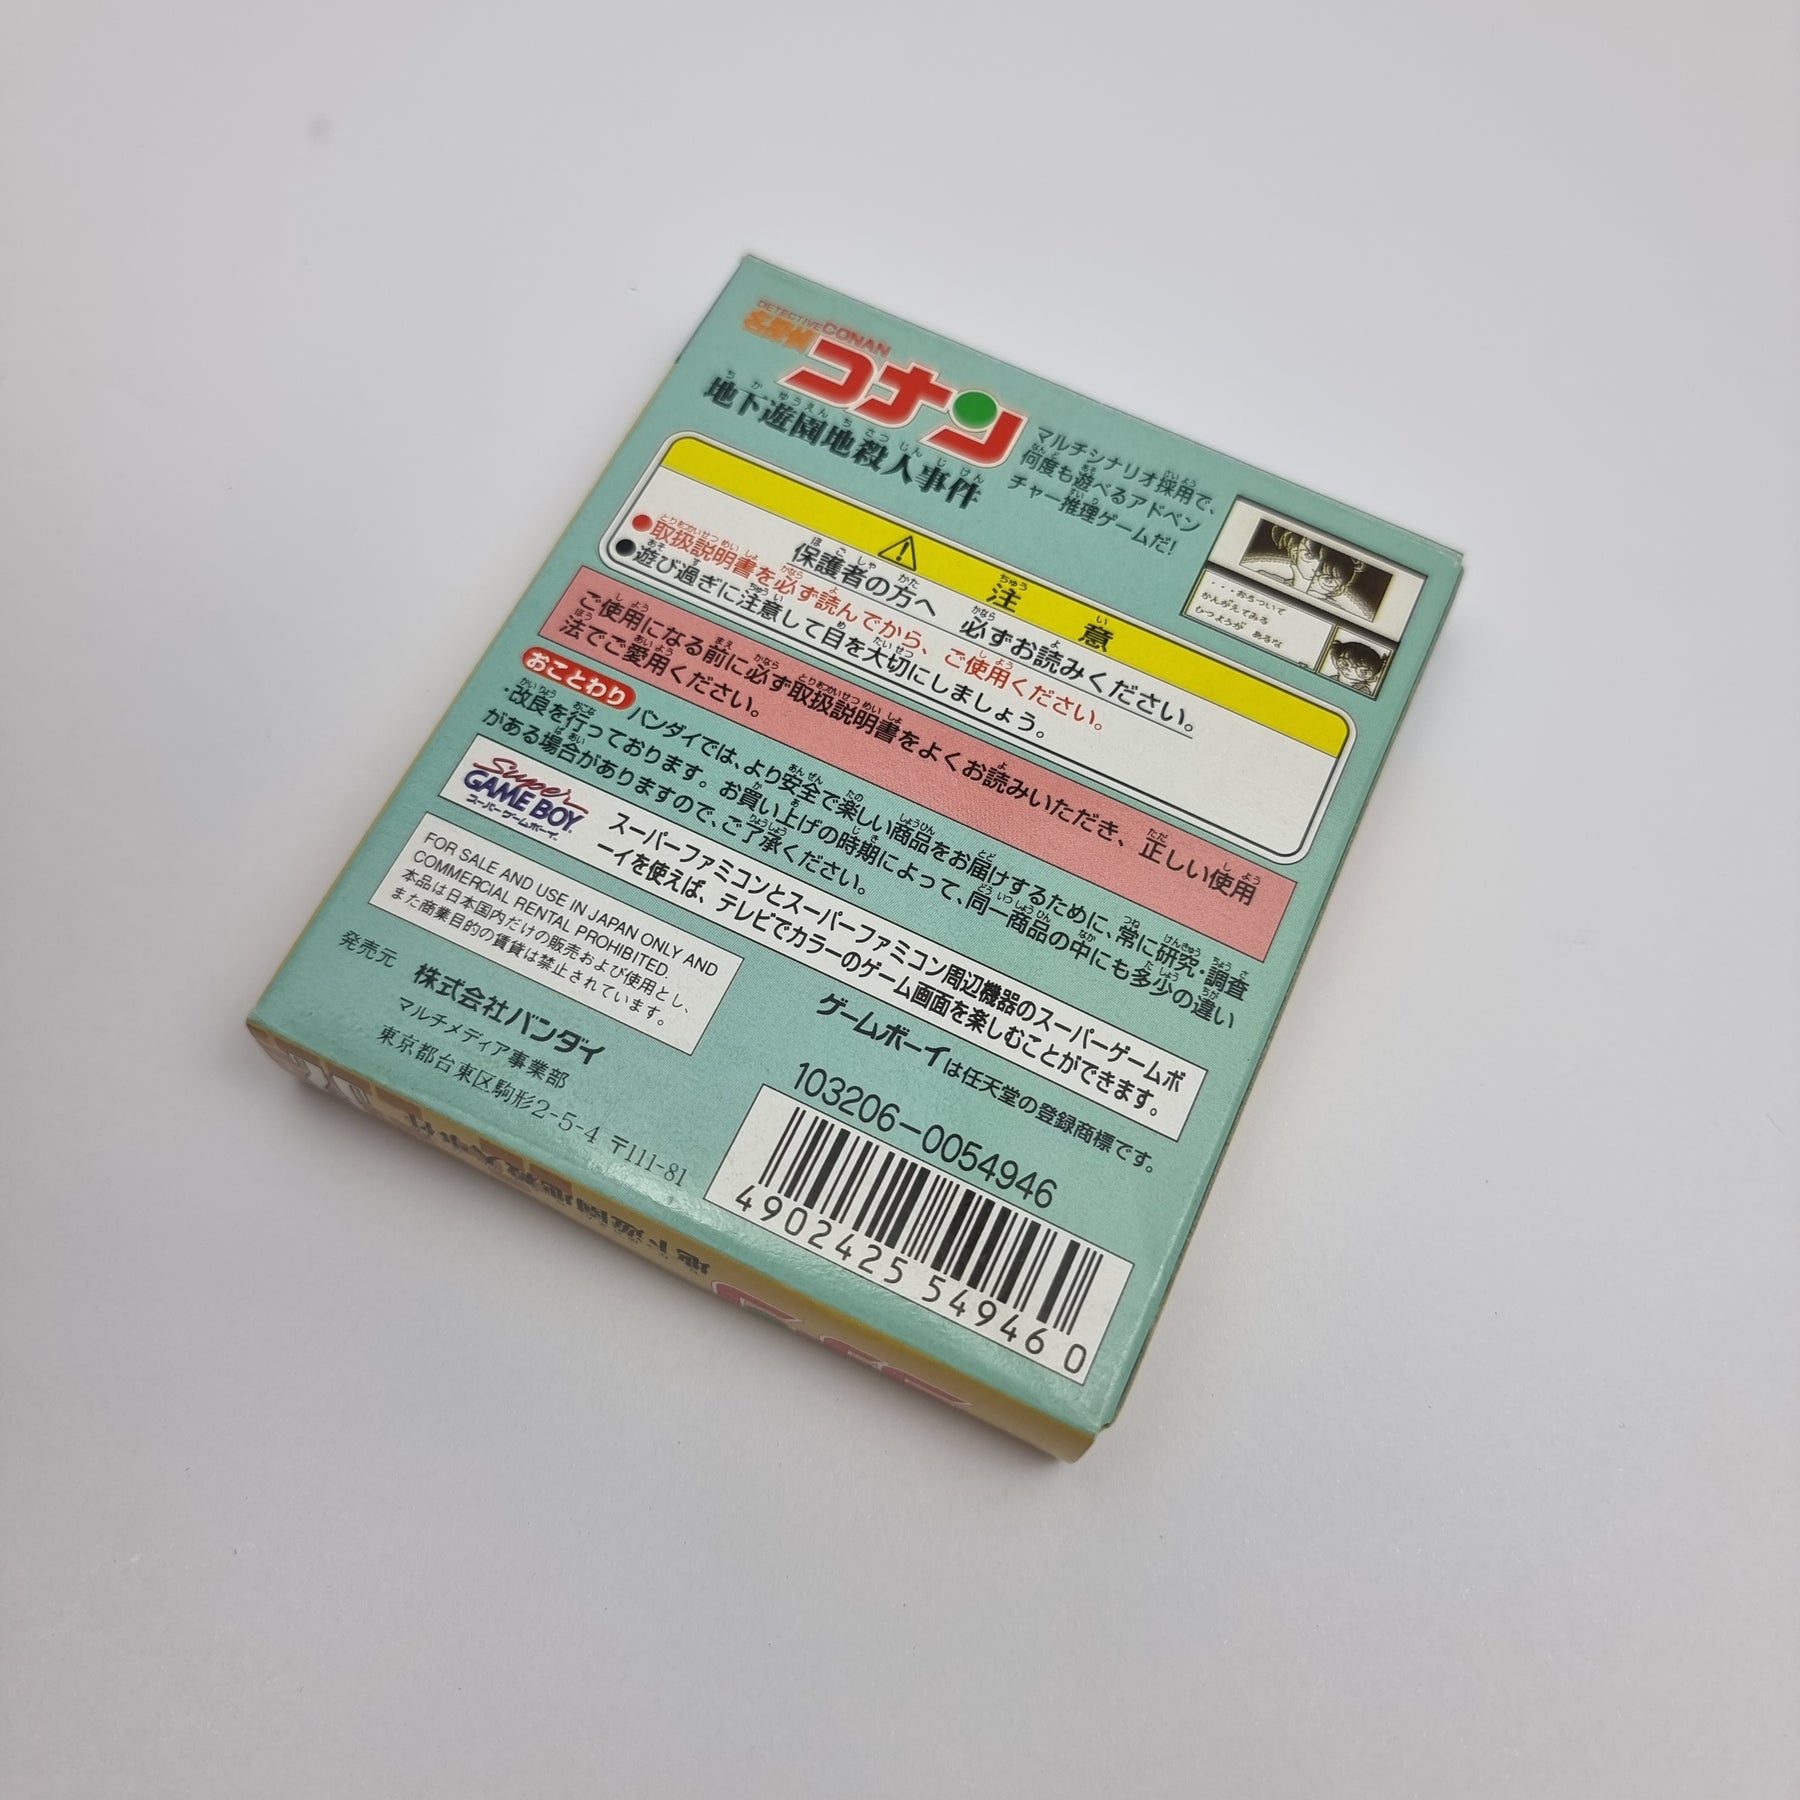 DETECTIVE CONAN
名探偵
コナン
地下遊園地殺人事件
マルチシナリオ採用で、
何度も遊べるアドベン
チャー推理ゲームだ!
・・・おちついて
かんがえてみる
ひつようが あるな
注意
保護者の方へ 必ずお読みください。
●取扱説明書を必ず読んでから、ご使用ください。
●遊び過ぎに注意して目を大切にしましょう。
ご使用になる前に必ず取扱説明書をよくお読みいただき、正しい使用
法でご愛用ください。
おことわり バンダイでは、より安全で楽しい商品をお届けするために、常に研究・調査
・改良を行っております。お買い上げの時期によって、同一商品の中にも多少の違い
がある場合がありますので、ご了承ください。
Super
GAME BOY
スーパーゲームボーイ
スーパーファミコンとスーパーファミコン周辺機器のスーパーゲームボ
ーイを使えば、テレビでカラーのゲーム画面を楽しむことができます。
FOR SALE AND USE IN JAPAN ONLY AND
COMMERCIAL RENTAL PROHIBITED.
本品は日本国内だけの販売および使用とし、
また商業目的の賃貸は禁止されています。
ゲームボーイは任天堂の登録商標です。
発売元
株式会社バンダイ
マルチメディア事業部
東京都台東区駒形2-5-4 〒111-81
103206-0054946
4902425 549460
地下遊園地殺人事件